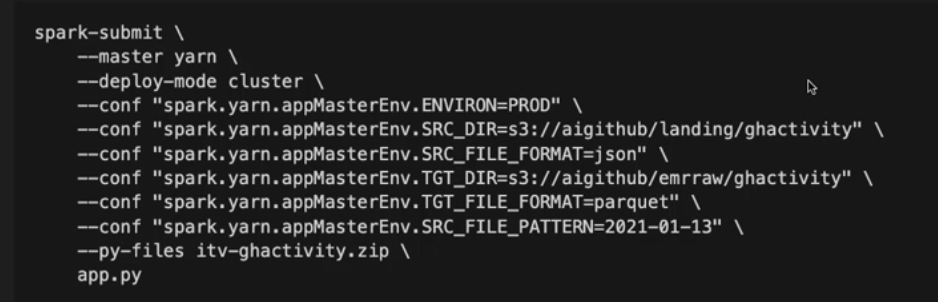 spark-submit \
--master yarn \
--deploy-mode cluster \
--conf "spark.yarn.appMasterEnv.ENVIRON=PROD" \
--conf "spark.yarn.appMasterEnv.SRC_DIR=s3://aigithub/landing/ghactivity" \
--conf "spark.yarn.appMasterEnv.SRC_FILE_FORMAT=json" \
--conf "spark.yarn.appMasterEnv.TGT_DIR=s3://aigithub/emrraw/ghactivity" \
--conf "spark.yarn.appMasterEnv.TGT_FILE_FORMAT=parquet" \
--conf "spark.yarn.appMasterEnv.SRC_FILE_PATTERN=2021-01-13" \
--py-files itv-ghactivity.zip \
app.py